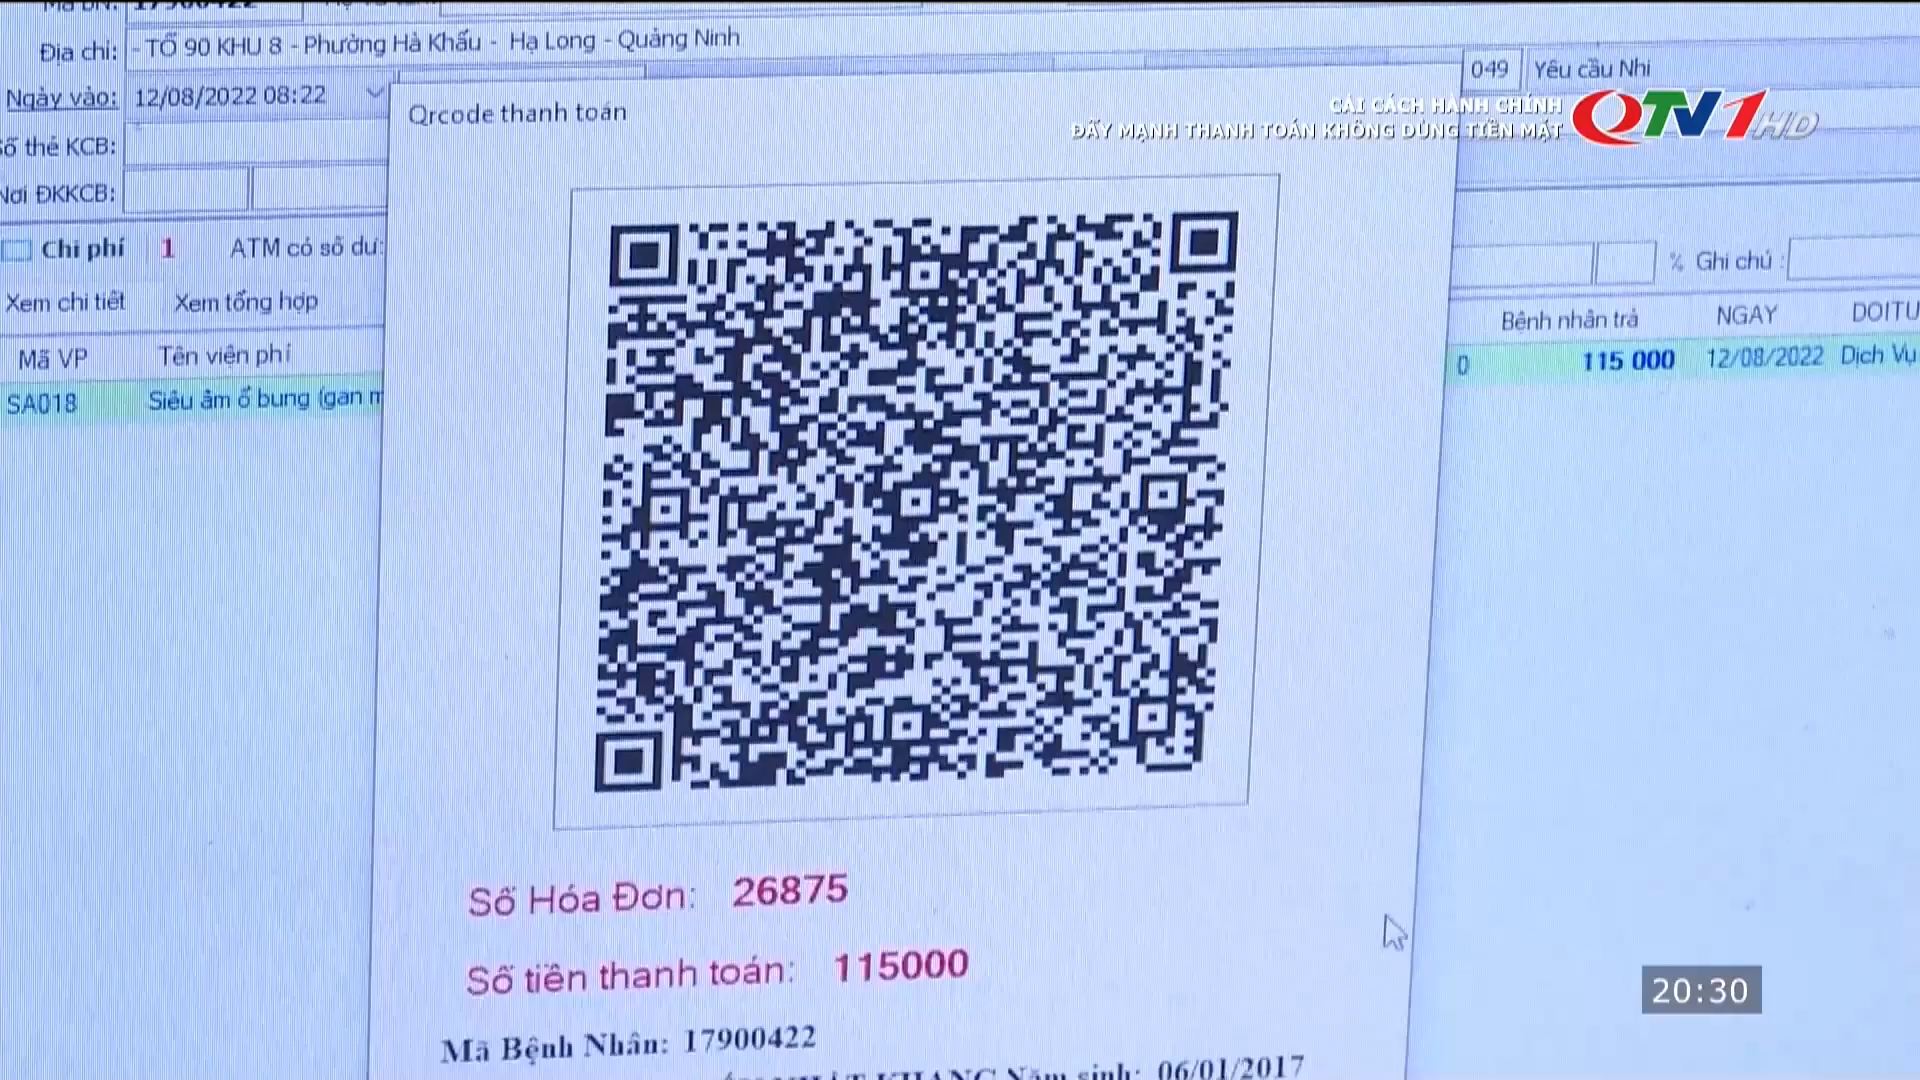 Mã BN: 17900422
Địa chỉ: - TỔ 90 KHU 8 - Phường Hà Khẩu - Hạ Long - Quảng Ninh
049 Yêu cầu Nhi
Ngày vào: 12/08/2022 08:22
Qrcode thanh toán
CẢI CÁCH HÀNH CHÍNH
ĐẨY MẠNH THANH TOÁN KHÔNG DÙNG TIỀN MẶT
QTV1HD
Số thẻ KCB:
Nơi ĐKKCB:
Chi phí 1 ATM có số dư:
% Ghi chú :
Xem chi tiết Xem tổng hợp
Bệnh nhân trả NGAY DOITU
Mã VP Tên viện phí
0 115 000 12/08/2022 Dịch Vụ
SA018 Siêu âm ổ bụng (gan m
Số Hóa Đơn: 26875
Số tiền thanh toán: 115000
20:30
Mã Bệnh Nhân: 17900422
KHANG Năm sinh: 06/01/2017